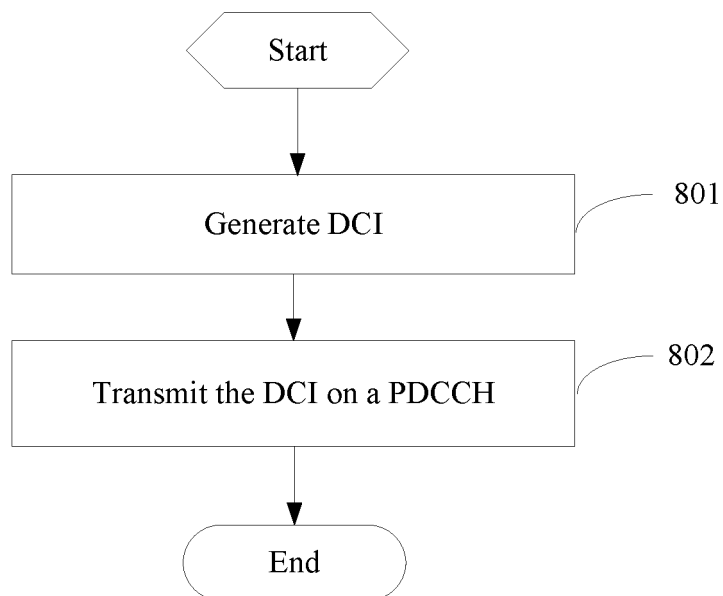 Start
801
Generate DCI
802
Transmit the DCI on a PDCCH
End